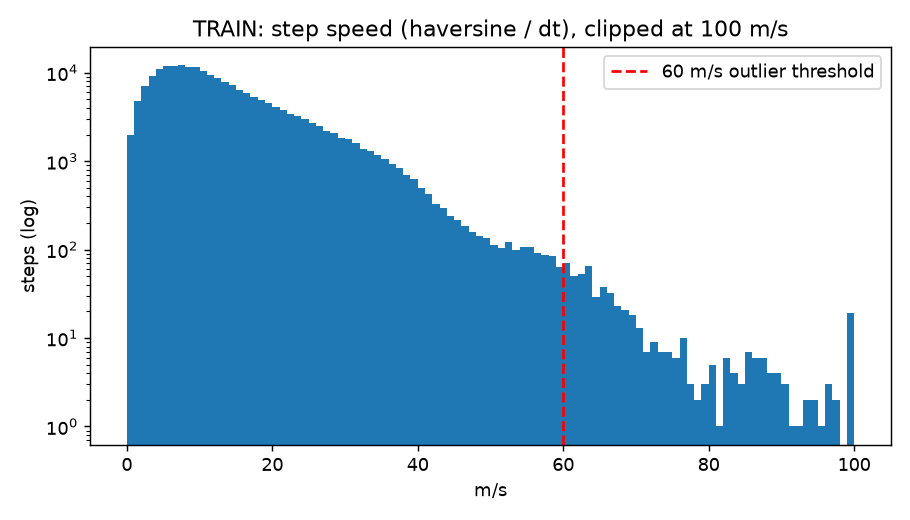 TRAIN: step speed (haversine / dt), clipped at 100 m/s
60 m/s outlier threshold
steps (log)
10⁴
10³
10²
10¹
10⁰
0 20 40 60 80 100
m/s